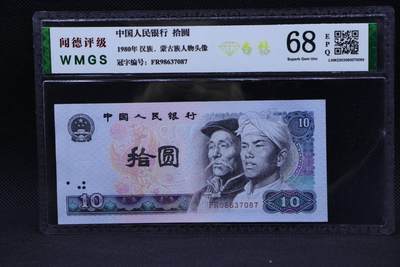 闻德评级
WMGS
中国人民银行 拾圆
1980年 汉族、蒙古族人物头像
冠字编号: FR98637087
68
EPQ
Superb Gem Unc
中国人民银行
10
拾圆
FR98637087
10
10